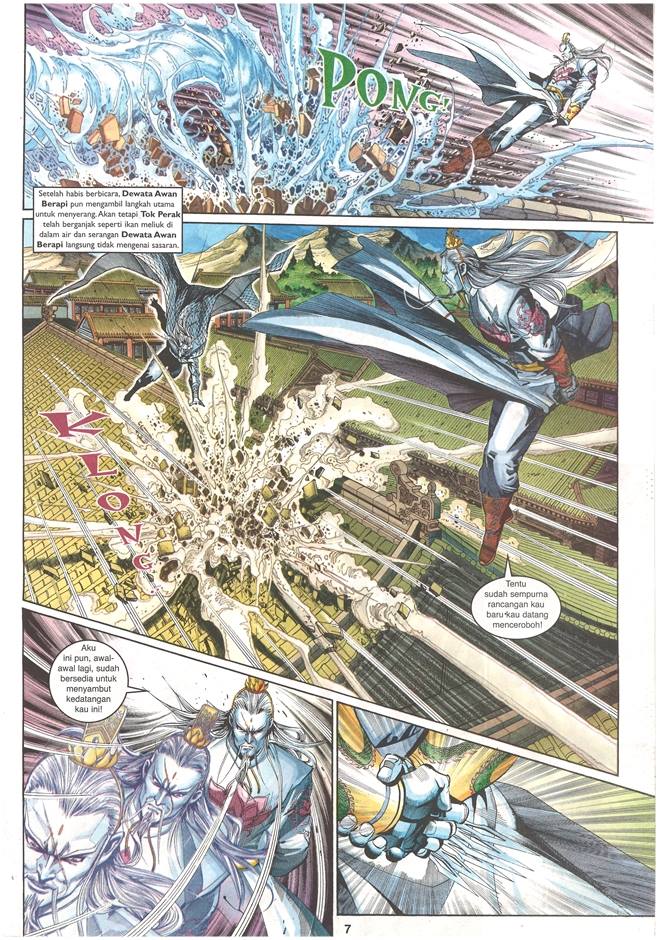 PONG!
Setelah habis berbicara, Dewata Awan
Berapi pun mengambil langkah utama
untuk menyerang. Akan tetapi Tok Perak
telah berganjak seperti ikan meliuk di
dalam air dan serangan Dewata Awan
Berapi langsung tidak mengenai sasaran.
KLONG
Tentu
sudah sempurna
rancangan kau
baru kau datang
menceroboh!
Aku
ini pun, awal-
awal lagi, sudah
bersedia untuk
menyambut
kedatangan
kau ini!
7